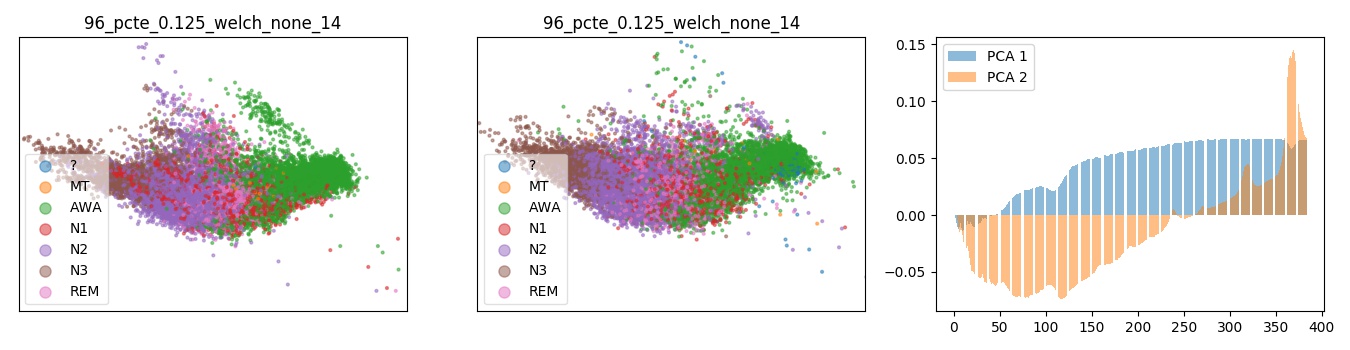 96_pcte_0.125_welch_none_14
?
MT
AWA
N1
N2
N3
REM
96_pcte_0.125_welch_none_14
?
MT
AWA
N1
N2
N3
REM
PCA 1
PCA 2
0.15
0.10
0.05
0.00
−0.05
0 50 100 150 200 250 300 350 400